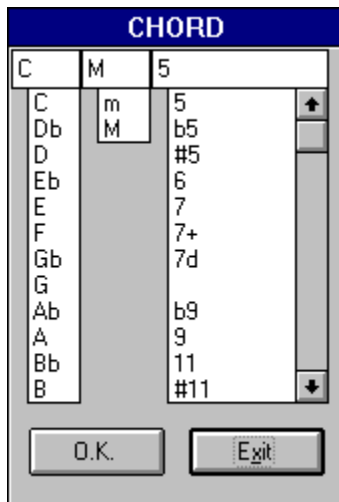 CHORD
C M 5
C m 5
Db M b5
D #5
Eb 6
E 7
F 7+
Gb 7d
G
Ab b9
A 9
Bb 11
B #11
O.K. Exit